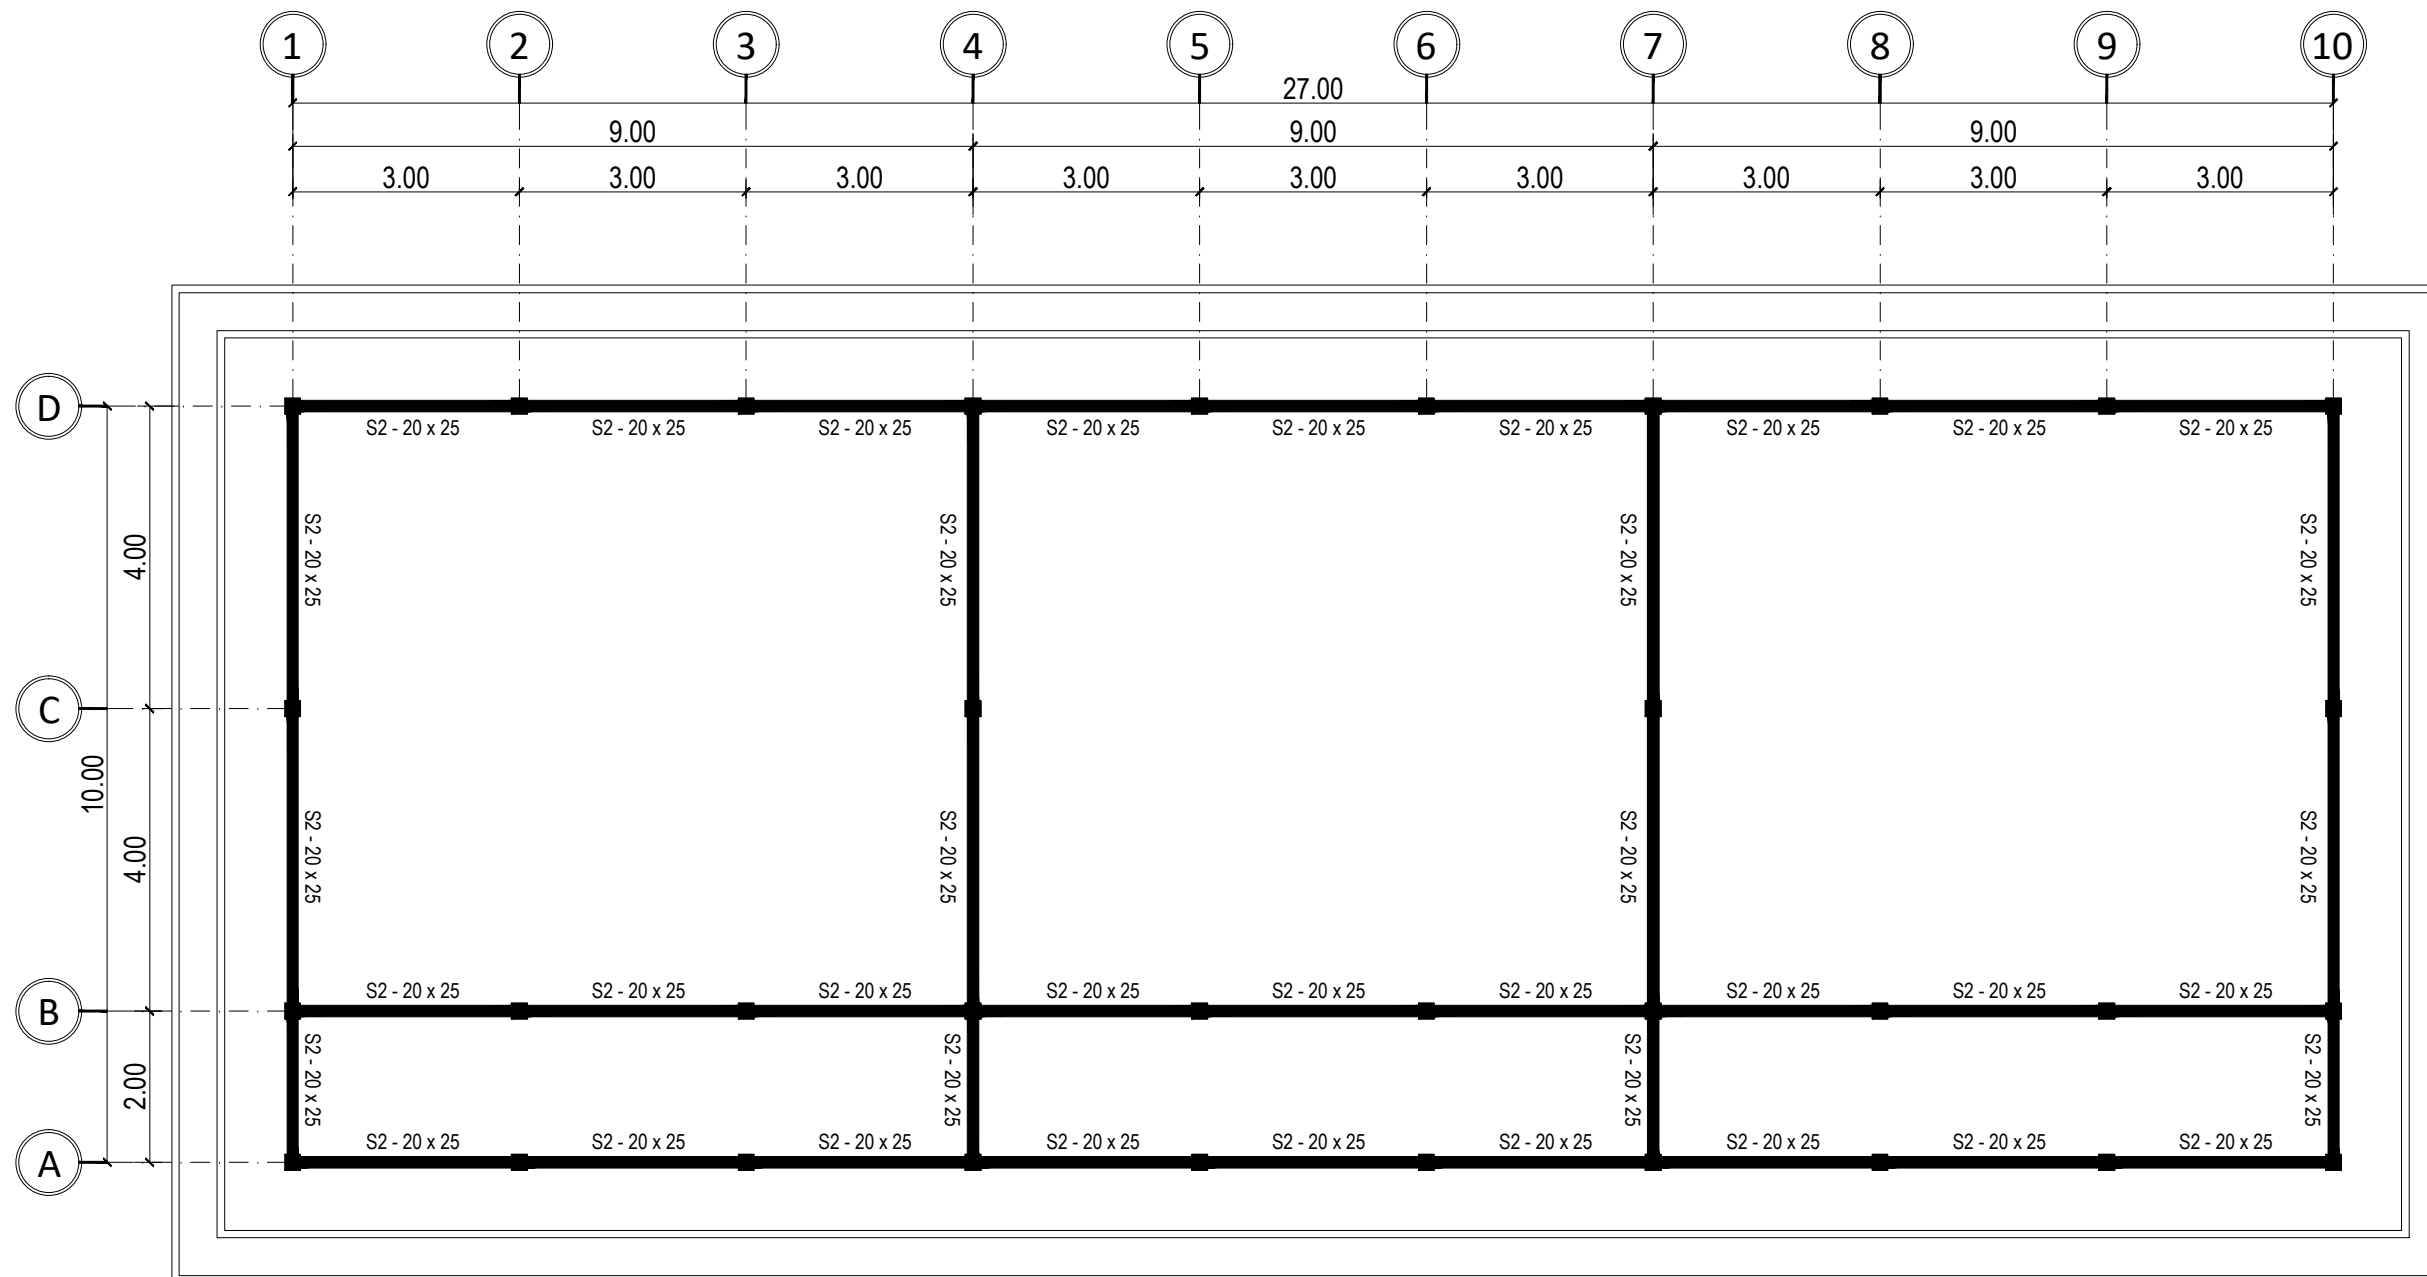 1 2 3 4 5 6 7 8 9 10
27.00
9.00 9.00 9.00
3.00 3.00 3.00 3.00 3.00 3.00 3.00 3.00 3.00
D
S2 - 20 x 25 S2 - 20 x 25 S2 - 20 x 25 S2 - 20 x 25 S2 - 20 x 25 S2 - 20 x 25 S2 - 20 x 25 S2 - 20 x 25 S2 - 20 x 25
4.00
S2 - 20 x 25 S2 - 20 x 25 S2 - 20 x 25 S2 - 20 x 25
C
10.00
4.00
S2 - 20 x 25 S2 - 20 x 25 S2 - 20 x 25 S2 - 20 x 25
S2 - 20 x 25 S2 - 20 x 25 S2 - 20 x 25 S2 - 20 x 25 S2 - 20 x 25 S2 - 20 x 25 S2 - 20 x 25 S2 - 20 x 25 S2 - 20 x 25
B
2.00
S2 - 20 x 25 S2 - 20 x 25 S2 - 20 x 25 S2 - 20 x 25
S2 - 20 x 25 S2 - 20 x 25 S2 - 20 x 25 S2 - 20 x 25 S2 - 20 x 25 S2 - 20 x 25 S2 - 20 x 25 S2 - 20 x 25 S2 - 20 x 25
A